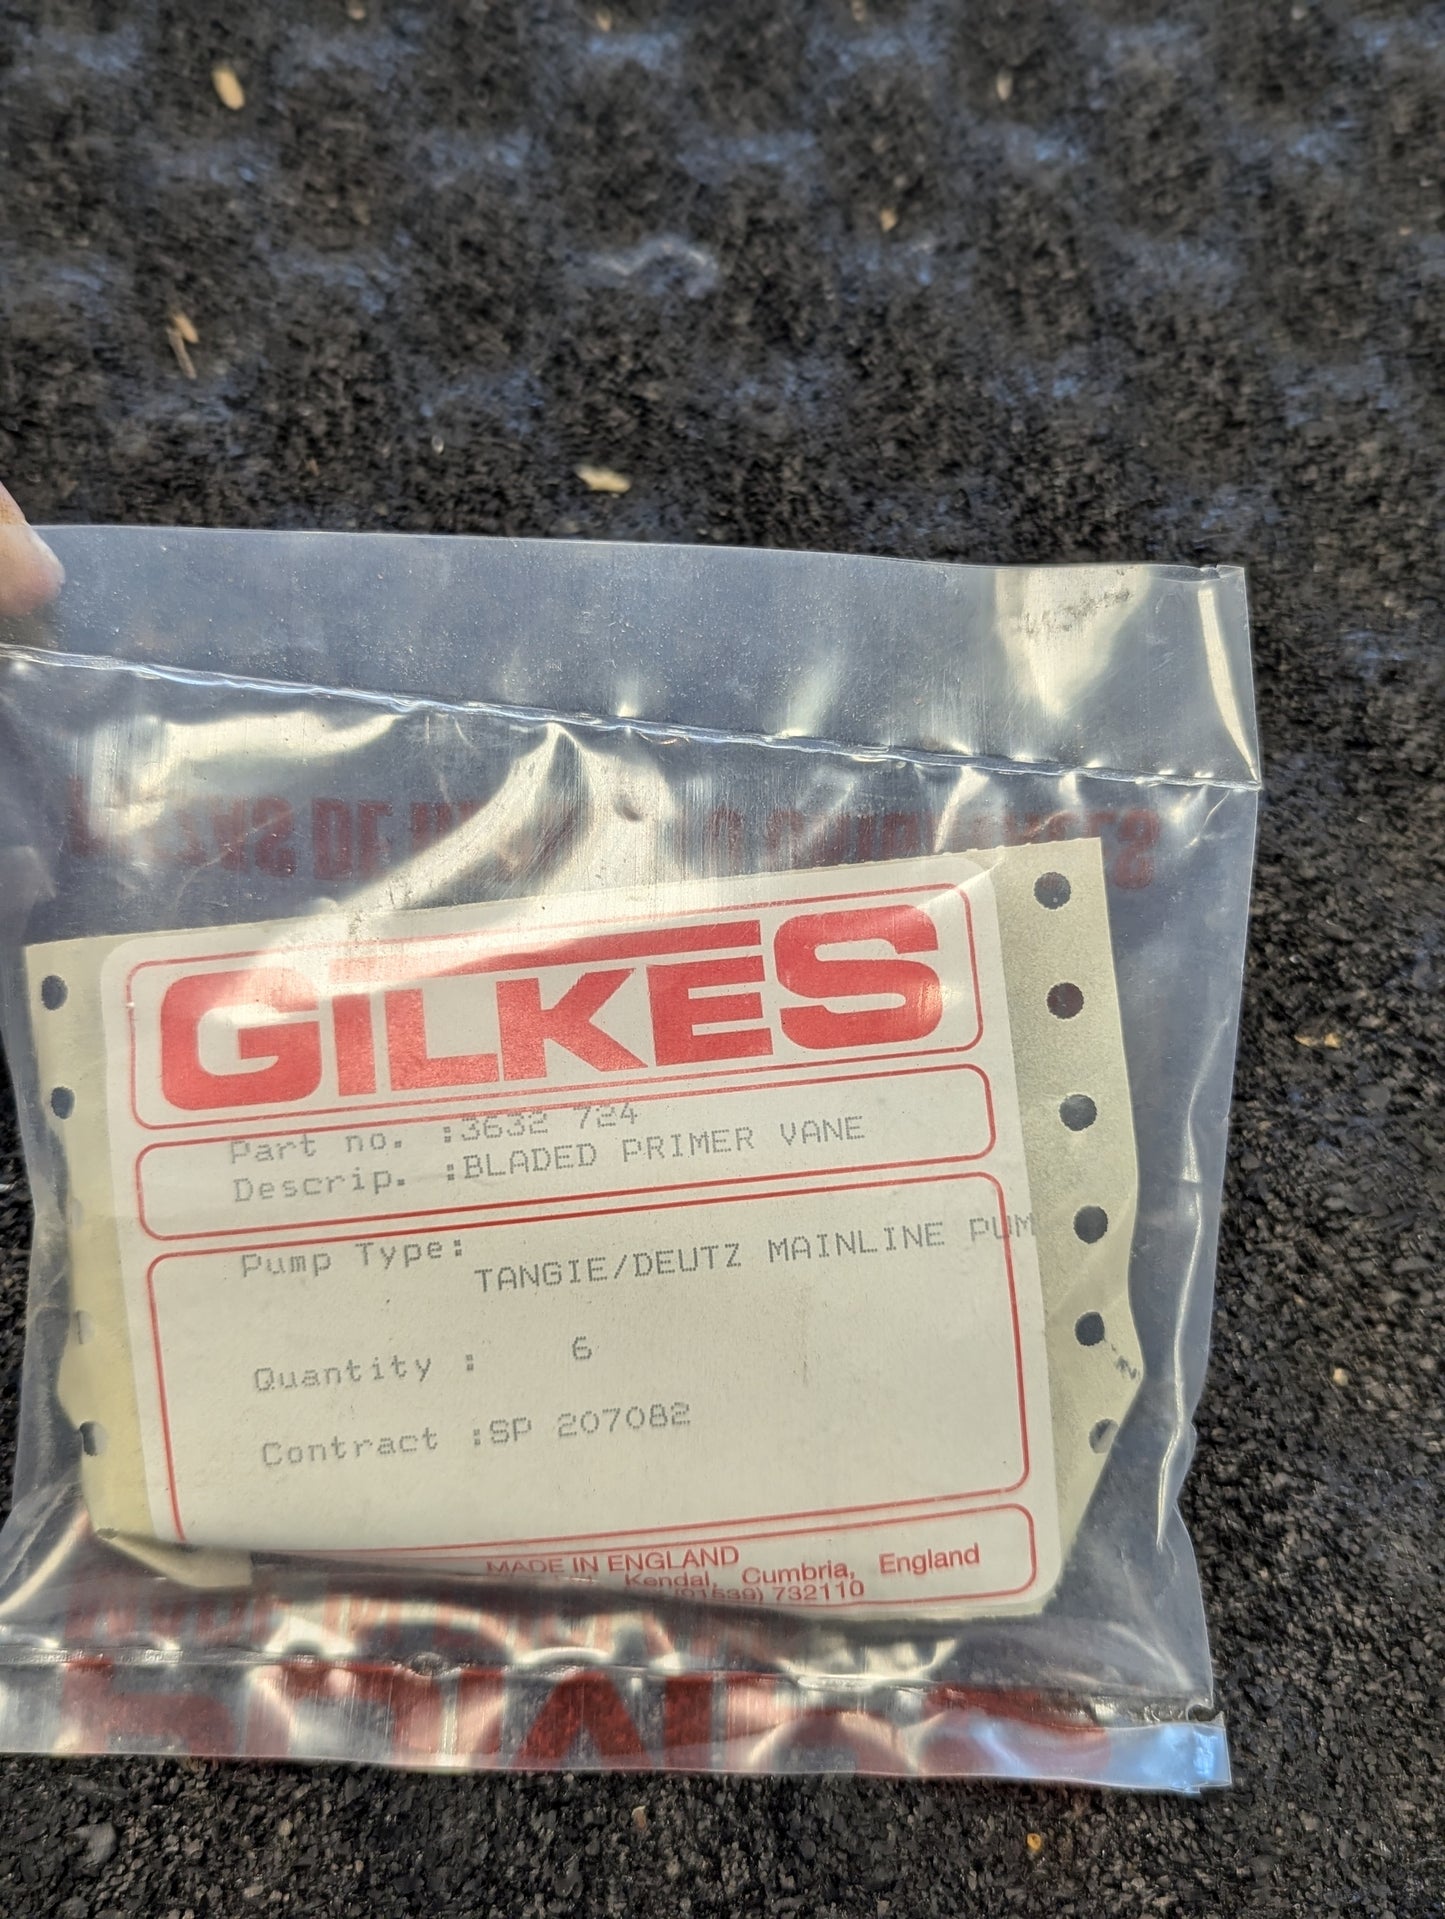 GILKES
Part no. :3632 724
Descrip. :BLADED PRIMER VANE
Pump Type:
TANGIE/DEUTZ MAINLINE PUM
Quantity : 6
Contract :SP 207082
MADE IN ENGLAND
Kendal, Cumbria, England
(01539) 732110